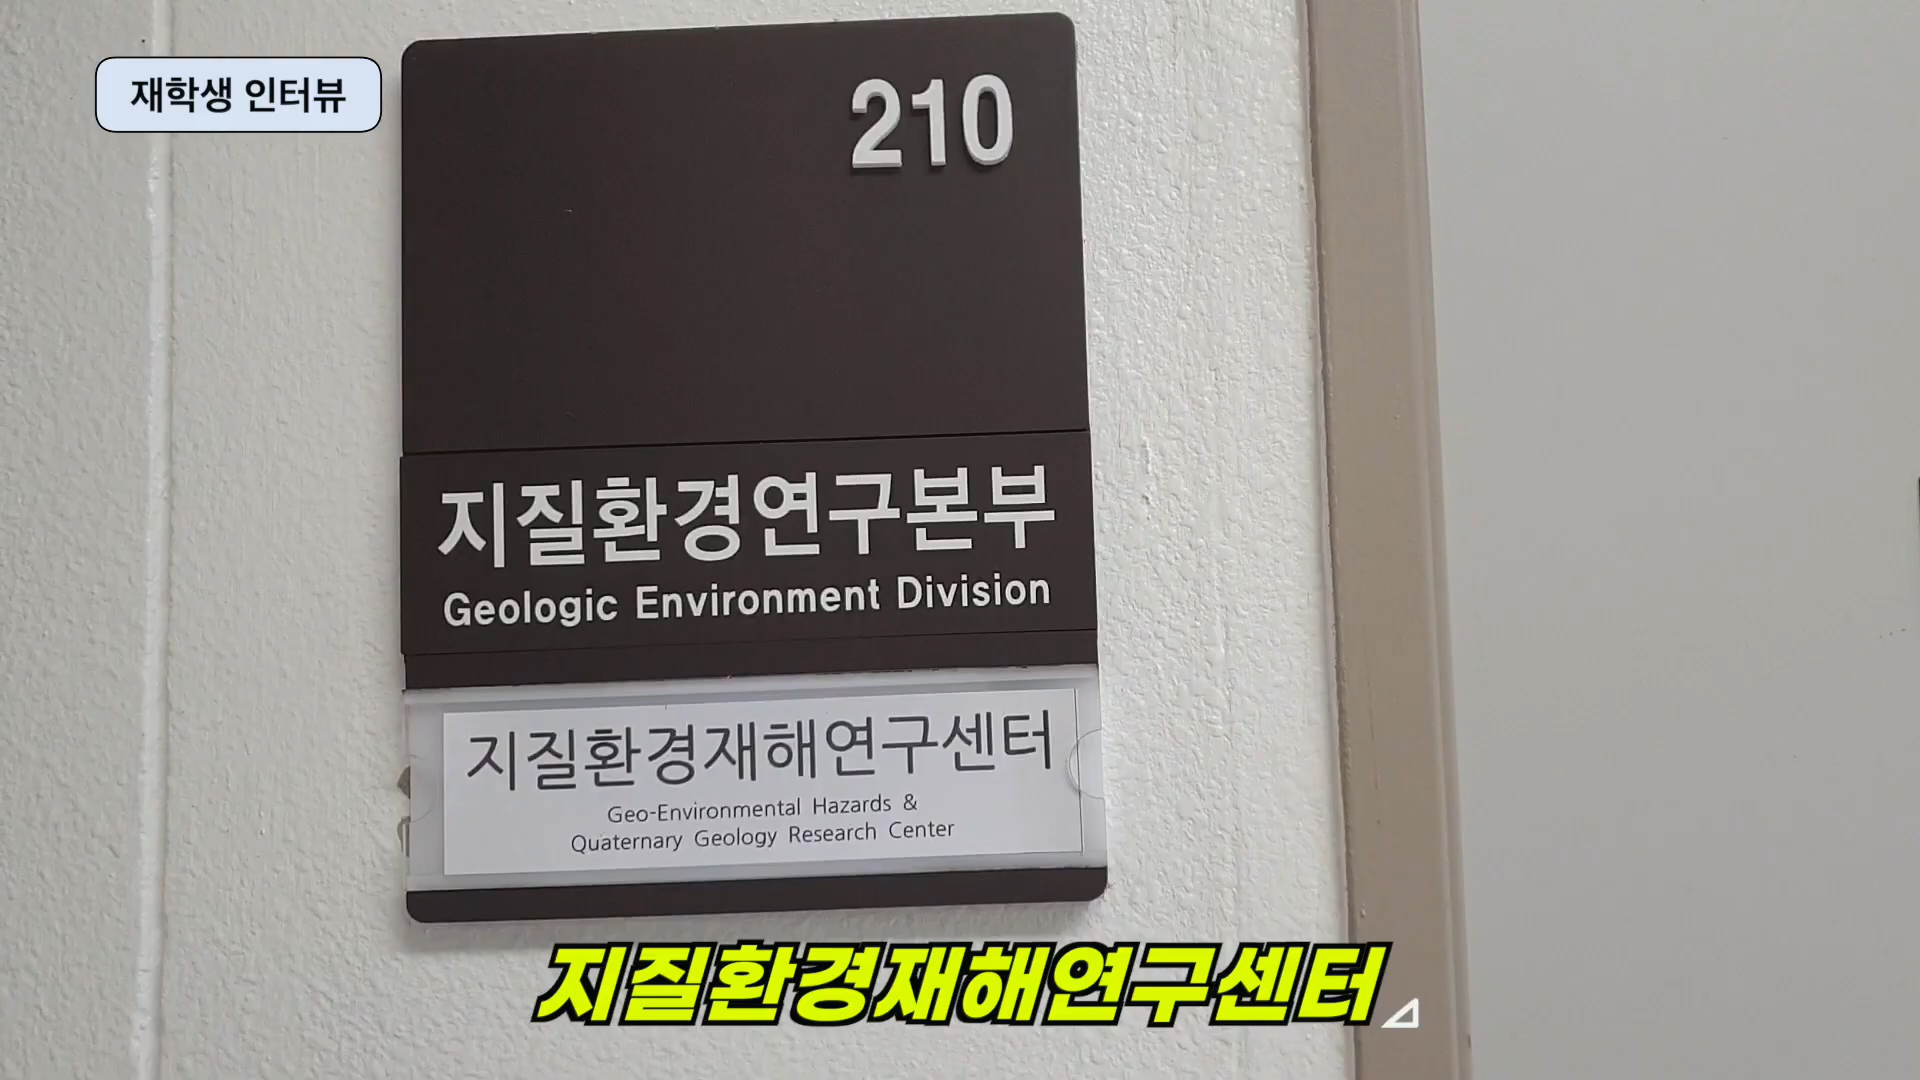 재학생 인터뷰
210
지질환경연구본부
Geologic Environment Division
지질환경재해연구센터
Geo-Environmental Hazards &
Quaternary Geology Research Center
지질환경재해연구센터